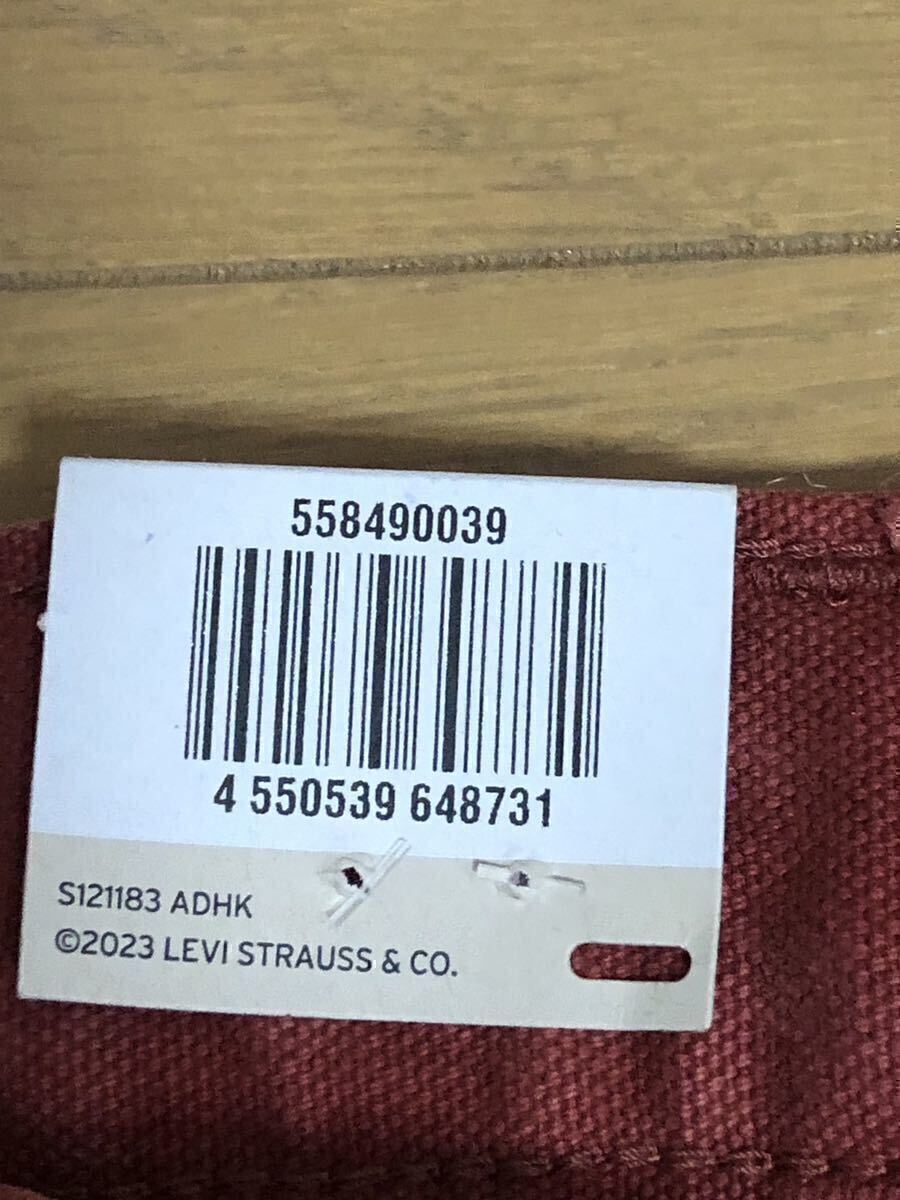 558490039
4 550539 648731
S121183 ADHK
©2023 LEVI STRAUSS & CO.